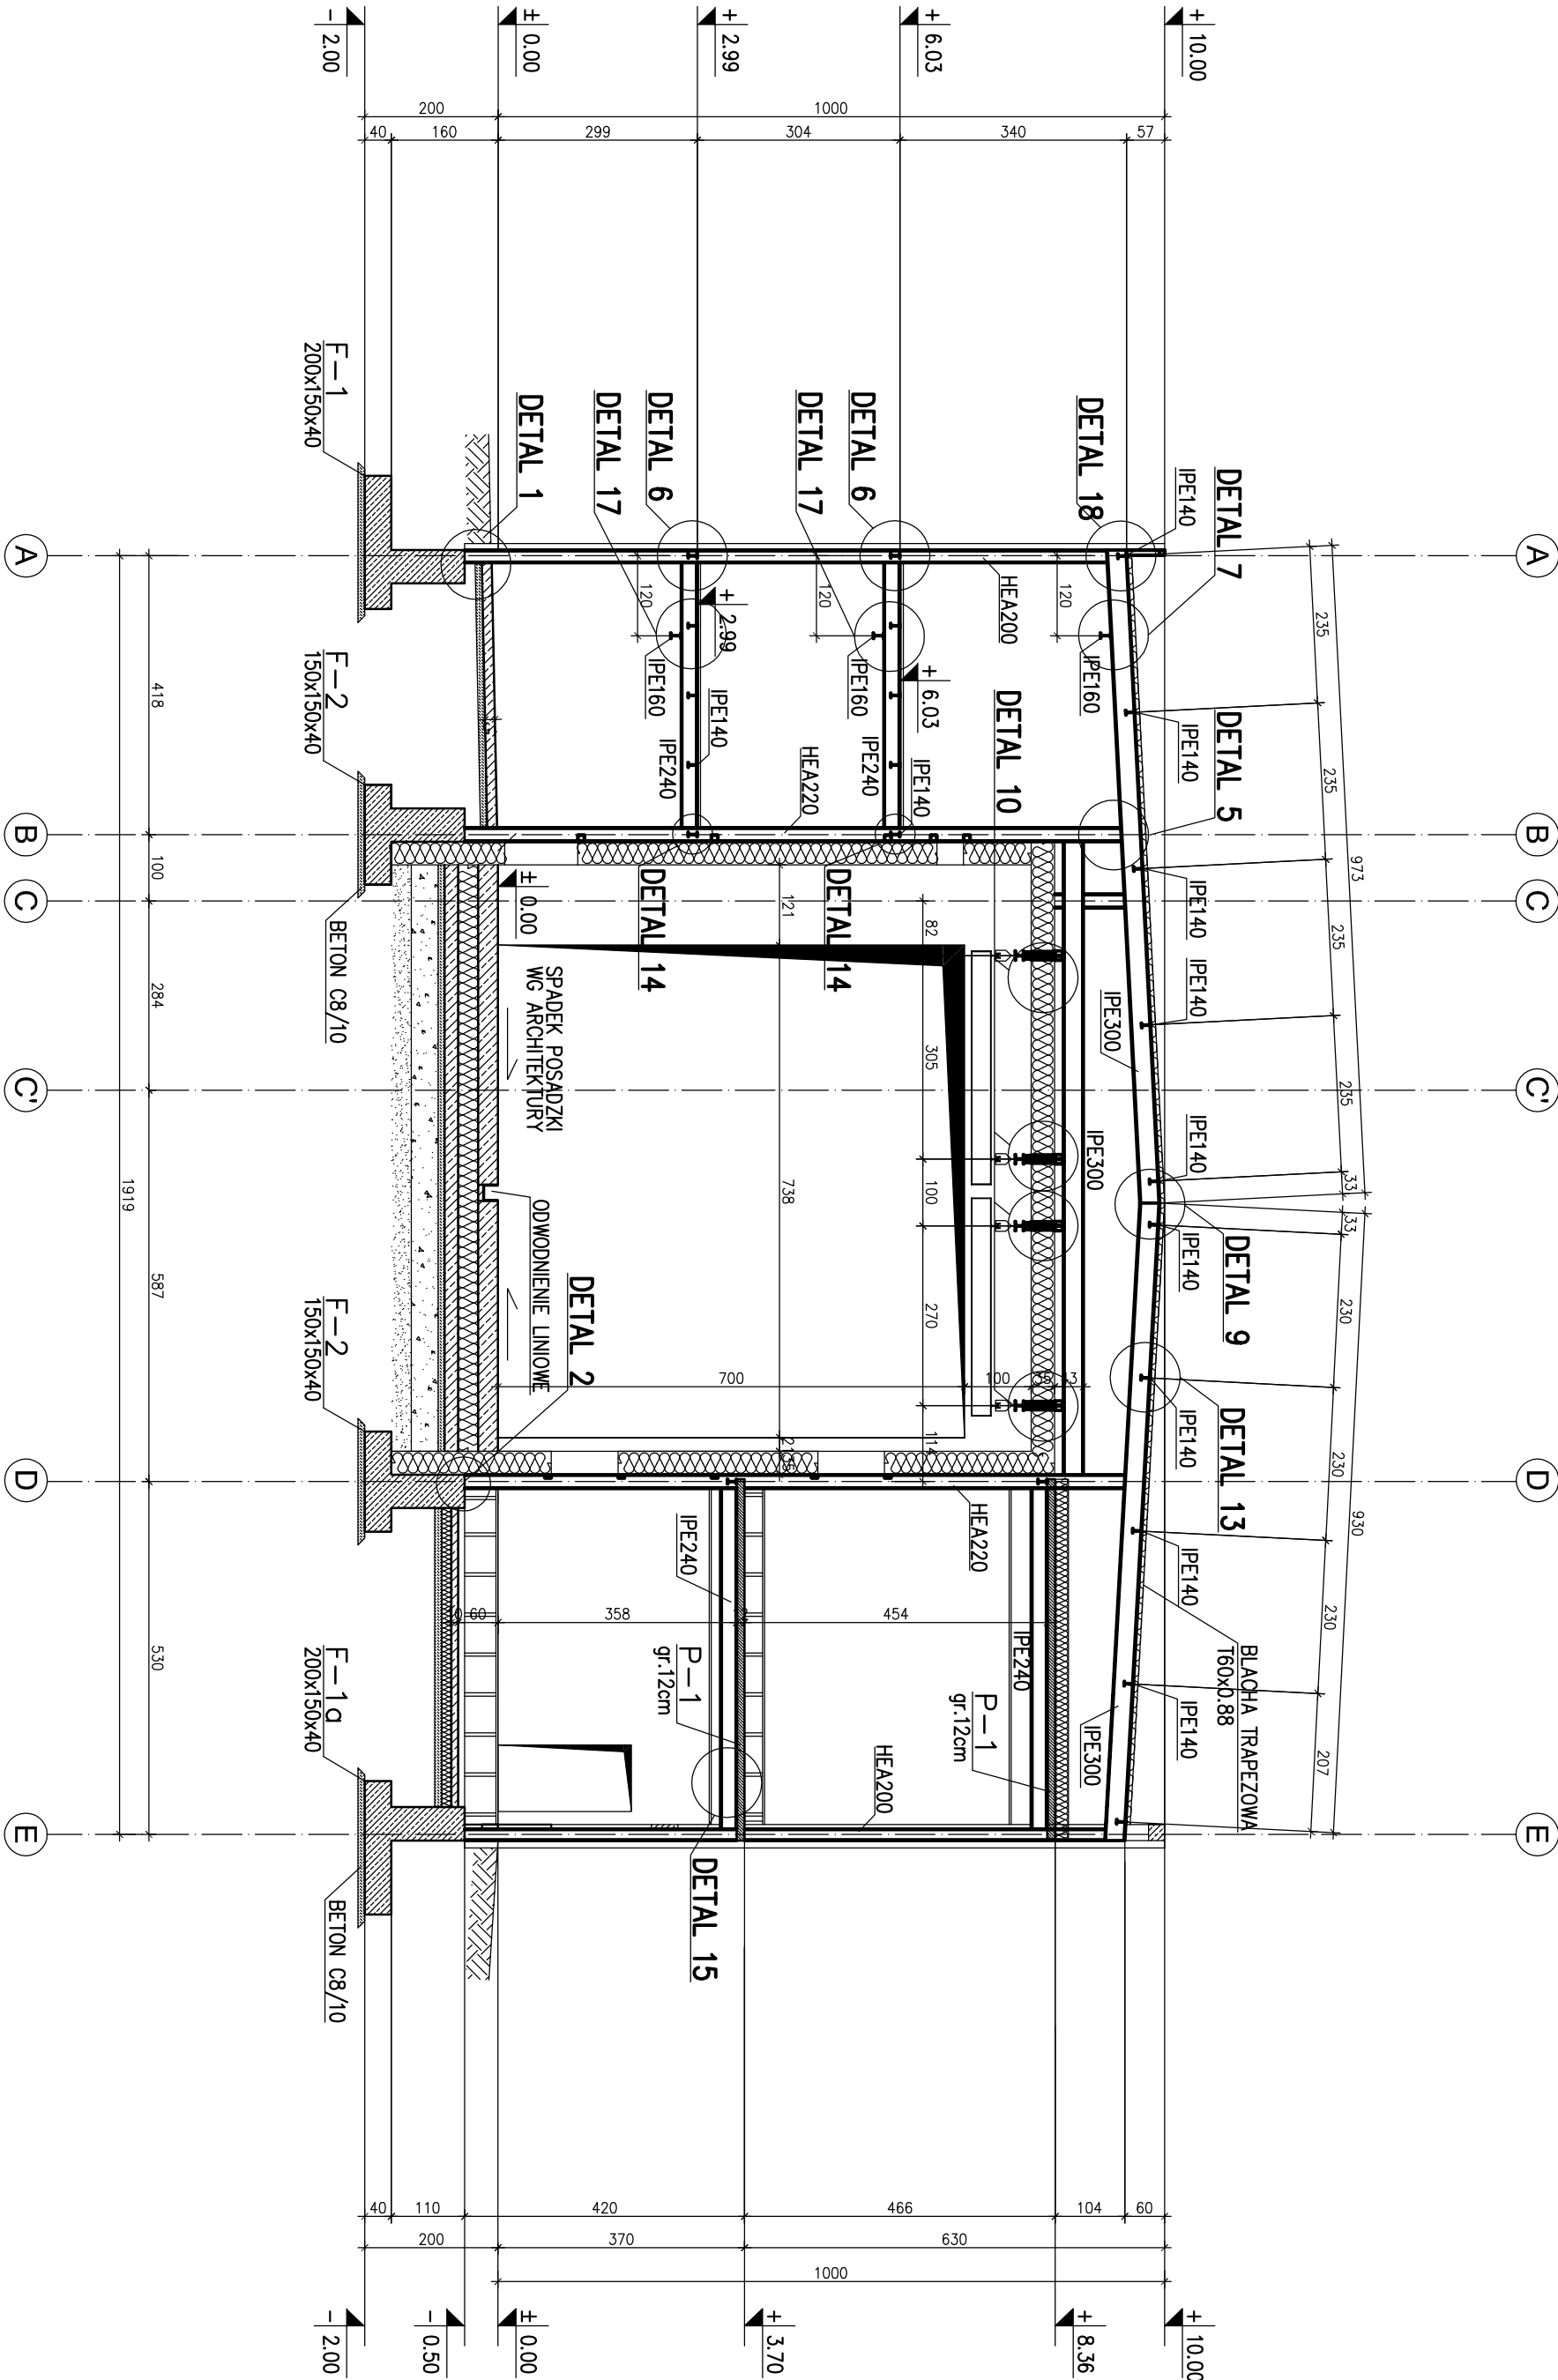 + 10.00
+ 6.03
+ 2.99
± 0.00
- 2.00
1000
200
57
340
304
299
160
40
A
B
C
C'
D
E
973
930
235
235
235
235
33
33
230
230
230
207
DETAL 7
DETAL 5
DETAL 9
DETAL 13
DETAL 18
IPE140
IPE140
IPE140
IPE140
IPE140
IPE140
IPE140
IPE140
IPE140
BLACHA TRAPEZOWA
T60x0.88
IPE300
IPE300
IPE300
IPE160
120
HEA200
DETAL 10
DETAL 6
DETAL 17
120
IPE160
+ 6.03
IPE140
IPE240
HEA220
DETAL 6
DETAL 17
120
+ 2.99
IPE160
IPE140
IPE240
DETAL 14
DETAL 14
82
305
100
270
114
121
738
21
35
700
100
35
43
HEA220
IPE240
P-1
gr.12cm
454
HEA200
IPE240
P-1
gr.12cm
358
60
DETAL 15
DETAL 1
± 0.00
SPADEK POSADZKI
WG ARCHITEKTURY
ODWODNIENIE LINIOWE
DETAL 2
F-1
200x150x40
F-2
150x150x40
BETON C8/10
F-2
150x150x40
F-1a
200x150x40
BETON C8/10
418
100
284
587
530
1919
A
B
C
C'
D
E
60
104
466
420
110
40
630
370
200
1000
+ 10.00
+ 8.36
+ 3.70
± 0.00
- 0.50
- 2.00